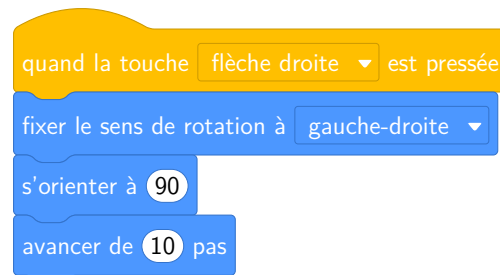 quand la touche flèche droite est pressée
fixer le sens de rotation à gauche-droite
s'orienter à 90
avancer de 10 pas